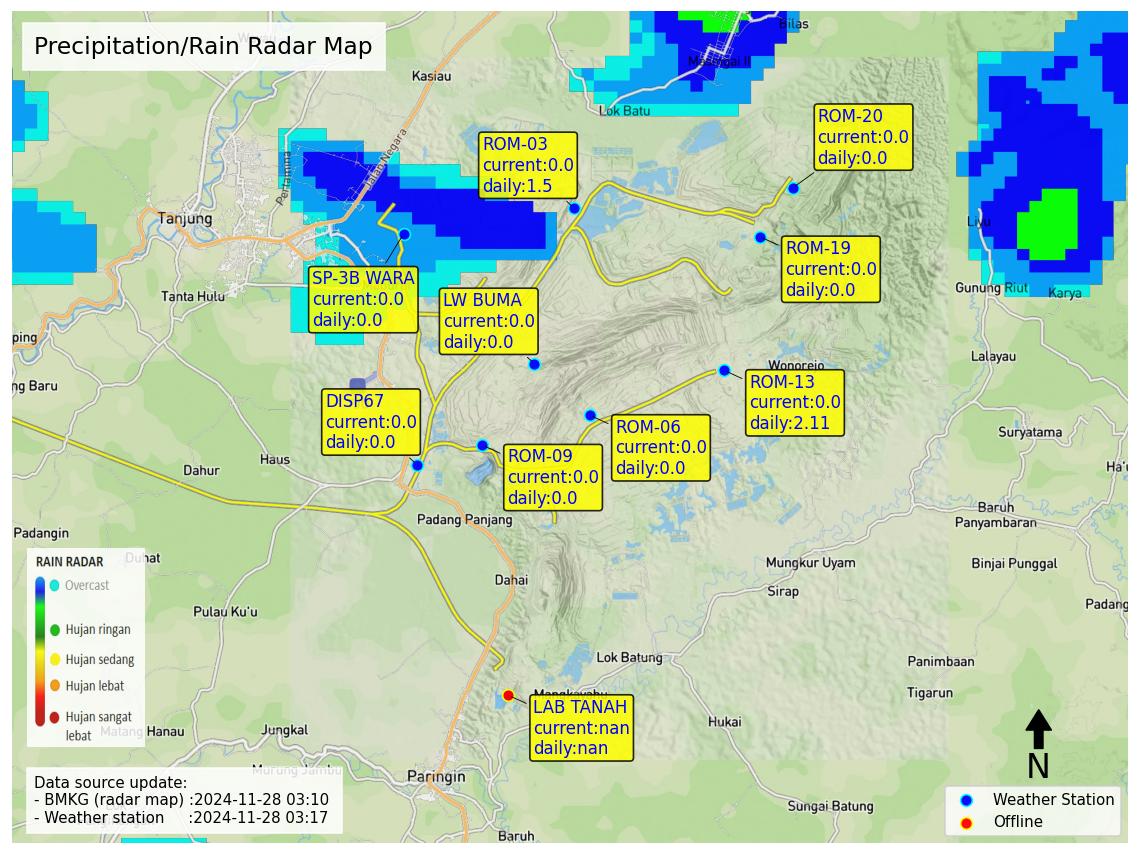 Precipitation/Rain Radar Map
Bilas
Masingai II
Kasiau
Lok Batu
Jalan Negara
Pertamina
ROM-20
current:0.0
daily:0.0
ROM-03
current:0.0
daily:1.5
Tanjung
Liyu
ROM-19
current:0.0
daily:0.0
SP-3B WARA
current:0.0
daily:0.0
Tanta Hulu
LW BUMA
current:0.0
daily:0.0
Gunung Riut
Karya
ping
Lalayau
Wonorejo
ng Baru
ROM-13
current:0.0
daily:2.11
DISP67
current:0.0
daily:0.0
ROM-06
current:0.0
daily:0.0
Suryatama
ROM-09
current:0.0
daily:0.0
Haus
Dahur
Ha'u
Baruh
Panyambaran
Padang Panjang
Padangin
Duhat
Mungkur Uyam
Binjai Punggal
RAIN RADAR
Overcast
Hujan ringan
Hujan sedang
Hujan lebat
Hujan sangat
lebat
Dahai
Sirap
Padang
Pulau Ku'u
Lok Batung
Panimbaan
Tigarun
Mangkayahu
LAB TANAH
current:nan
daily:nan
Hukai
Matang Hanau
Jungkal
Murung Jambu
Paringin
N
Data source update:
- BMKG (radar map) :2024-11-28 03:10
- Weather station :2024-11-28 03:17
Sungai Batung
Baruh
Weather Station
Offline